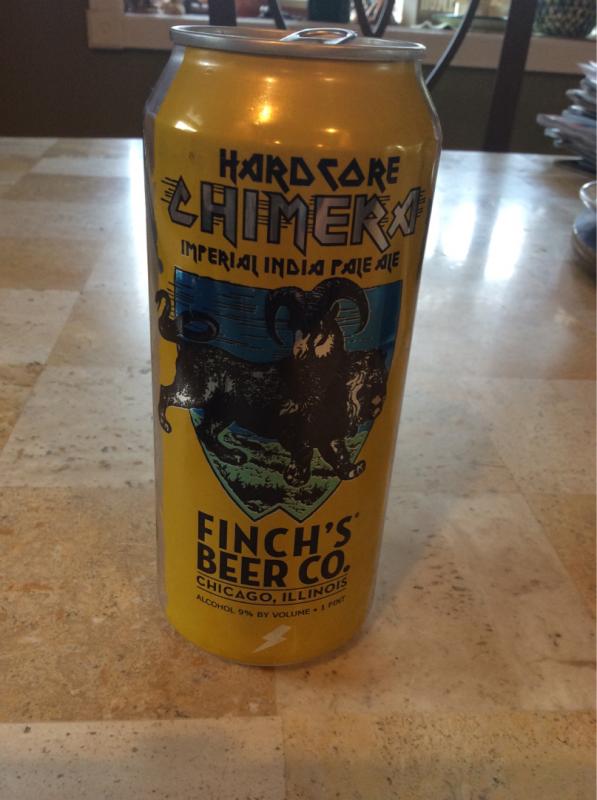 HARDCORE
CHIMERA
IMPERIAL INDIA PALE ALE
FINCH'S®
BEER CO.
CHICAGO, ILLINOIS
ALCOHOL 9% BY VOLUME • 1 PINT